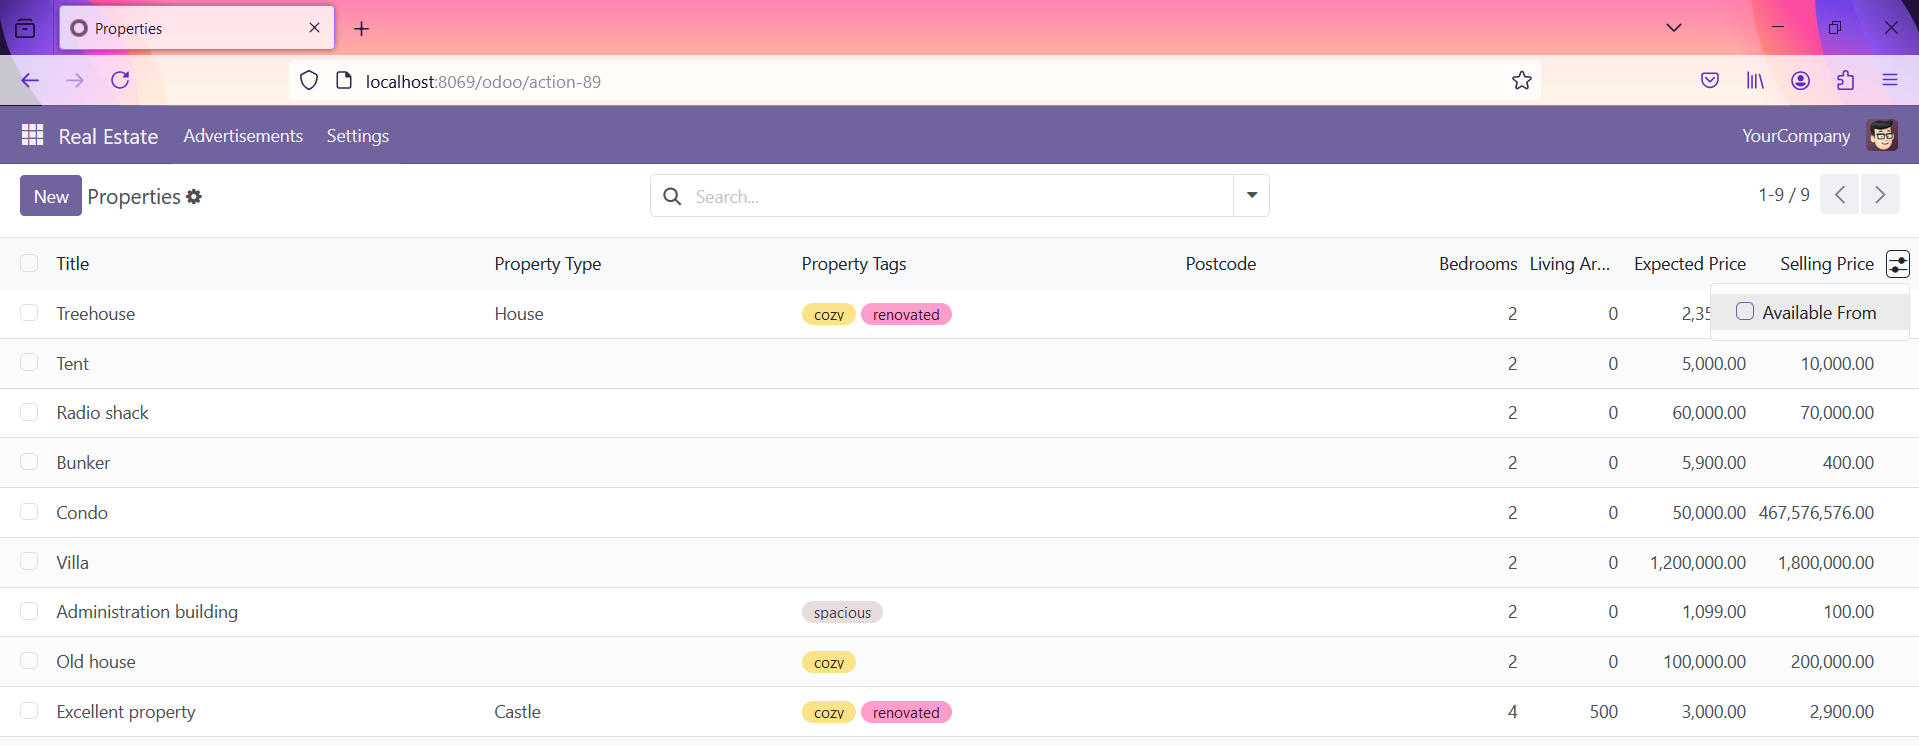 Properties
localhost:8069/odoo/action-89
Real Estate Advertisements Settings YourCompany
New Properties Search... 1-9 / 9
Title Property Type Property Tags Postcode Bedrooms Living Ar... Expected Price Selling Price
Treehouse House cozy renovated 2 0 Available From
Tent 2 0 5,000.00 10,000.00
Radio shack 2 0 60,000.00 70,000.00
Bunker 2 0 5,900.00 400.00
Condo 2 0 50,000.00 467,576,576.00
Villa 2 0 1,200,000.00 1,800,000.00
Administration building spacious 2 0 1,099.00 100.00
Old house cozy 2 0 100,000.00 200,000.00
Excellent property Castle cozy renovated 4 500 3,000.00 2,900.00